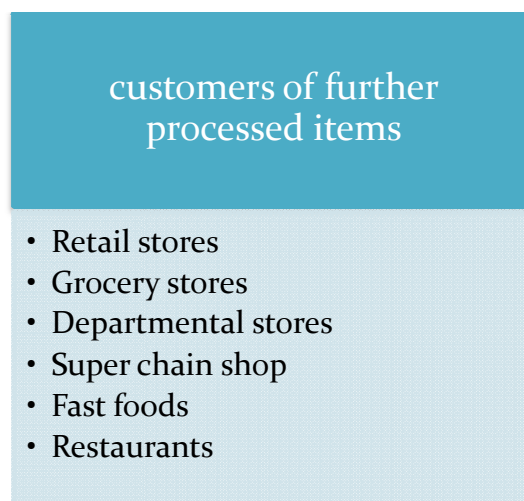 customers of further
processed items
• Retail stores
• Grocery stores
• Departmental stores
• Super chain shop
• Fast foods
• Restaurants